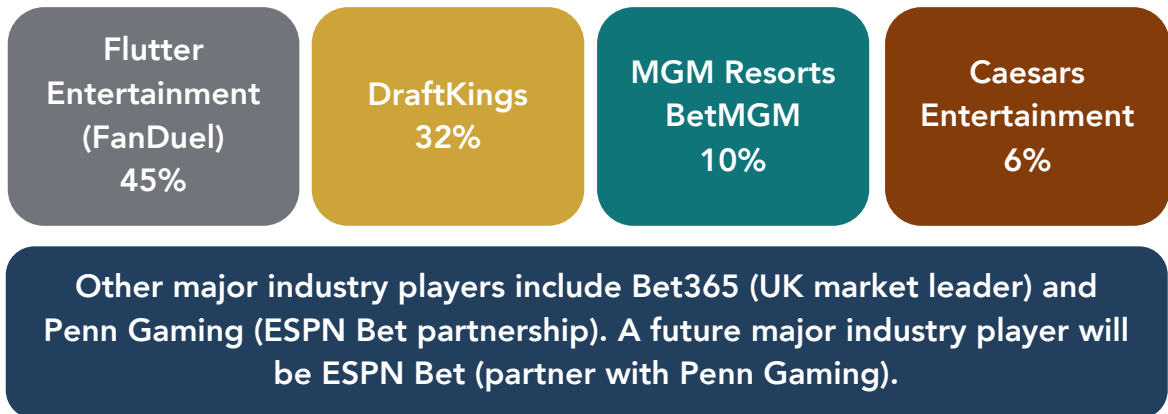 Flutter
Entertainment
(FanDuel)
45%
DraftKings
32%
MGM Resorts
BetMGM
10%
Caesars
Entertainment
6%
Other major industry players include Bet365 (UK market leader) and
Penn Gaming (ESPN Bet partnership). A future major industry player will
be ESPN Bet (partner with Penn Gaming).